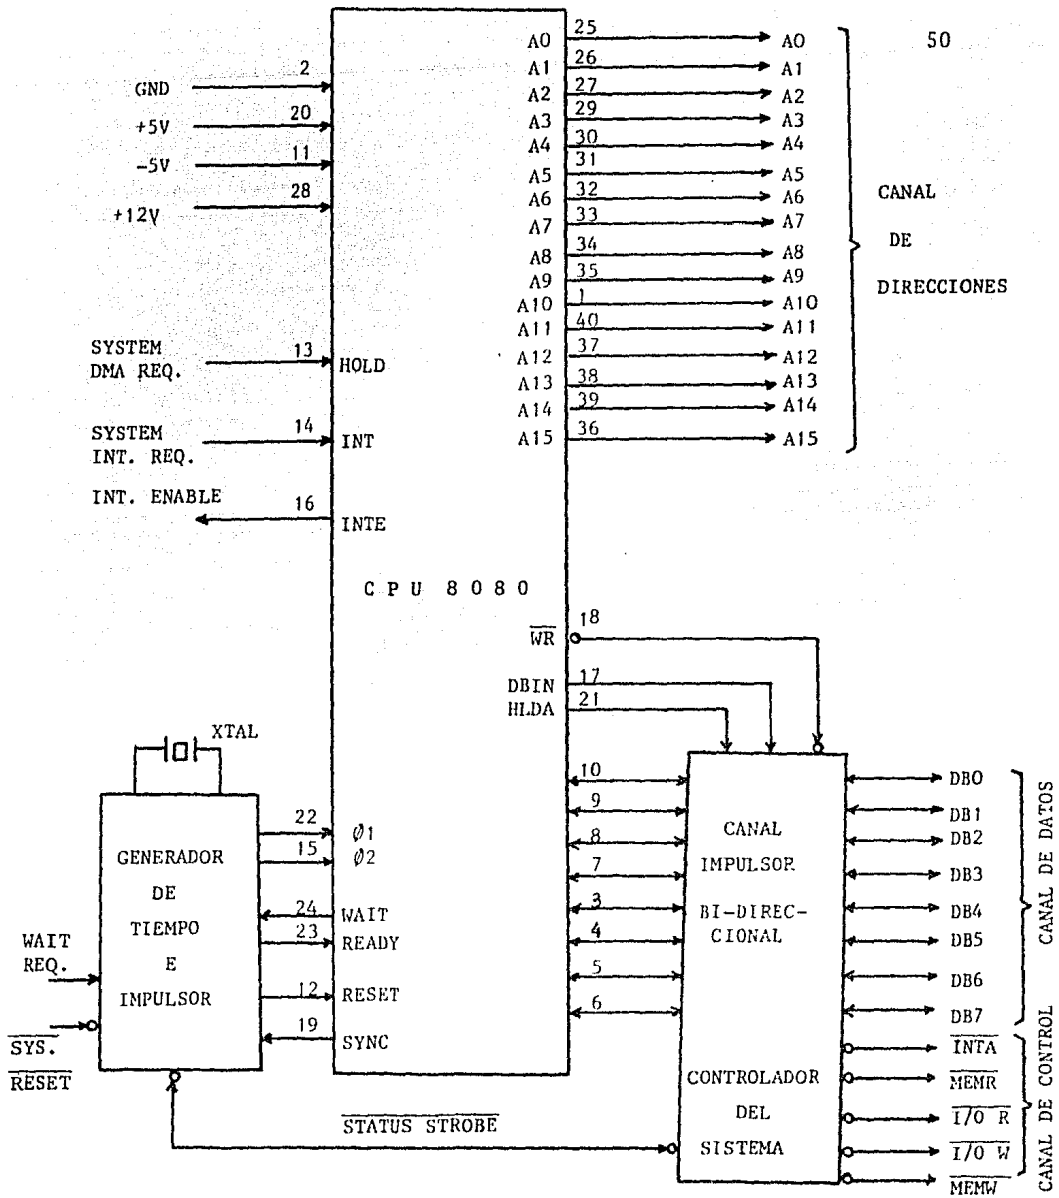 50
2
GND
20
+5V
11
-5V
28
+12V
SYSTEM
DMA REQ.
13
HOLD
SYSTEM
INT. REQ.
14
INT
INT. ENABLE
16
INTE
C P U 8 0 8 0
A0 25 A0
A1 26 A1
A2 27 A2
A3 29 A3
A4 30 A4
A5 31 A5
A6 32 A6
A7 33 A7
A8 34 A8
A9 35 A9
A10 1 A10
A11 40 A11
A12 37 A12
A13 38 A13
A14 39 A14
A15 36 A15
CANAL
DE
DIRECCIONES
WR 18
DBIN 17
HLDA 21
XTAL
GENERADOR
DE
TIEMPO
E
IMPULSOR
WAIT
REQ.
SYS.
RESET
22 Ø1
15 Ø2
24 WAIT
23 READY
12 RESET
19 SYNC
10
9
8
7
3
4
5
6
CANAL
IMPULSOR
BI-DIREC-
CIONAL
CONTROLADOR
DEL
SISTEMA
STATUS STROBE
DB0
DB1
DB2
DB3
DB4
DB5
DB6
DB7
INTA
MEMR
I/O R
I/O W
MEMW
CANAL DE DATOS
CANAL DE CONTROL